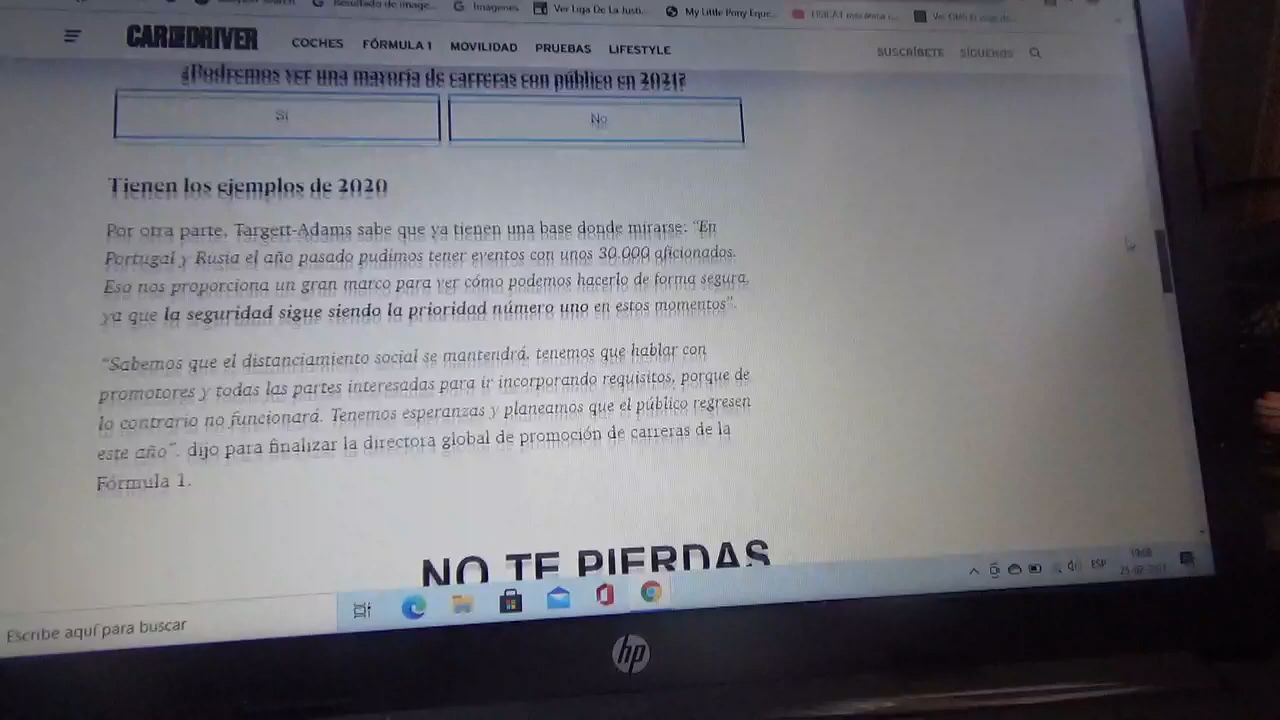 Imágenes
Ver Liga De La Justi...
My Little Pony Eque...
CAR AND DRIVER
COCHES FÓRMULA 1 MOVILIDAD PRUEBAS LIFESTYLE
SUSCRÍBETE SÍGUENOS
¿Podremos ver una mayoría de carreras con público en 2021?
Sí
No
Tienen los ejemplos de 2020
Por otra parte, Targett-Adams sabe que ya tienen una base donde mirarse: “En
Portugal y Rusia el año pasado pudimos tener eventos con unos 30.000 aficionados.
Eso nos proporciona un gran marco para ver cómo podemos hacerlo de forma segura,
ya que la seguridad sigue siendo la prioridad número uno en estos momentos”.
“Sabemos que el distanciamiento social se mantendrá, tenemos que hablar con
promotores y todas las partes interesadas para ir incorporando requisitos, porque de
lo contrario no funcionará. Tenemos esperanzas y planeamos que el público regresen
este año”, dijo para finalizar la directora global de promoción de carreras de la
Fórmula 1.
NO TE PIERDAS
ESP
Escribe aquí para buscar
hp